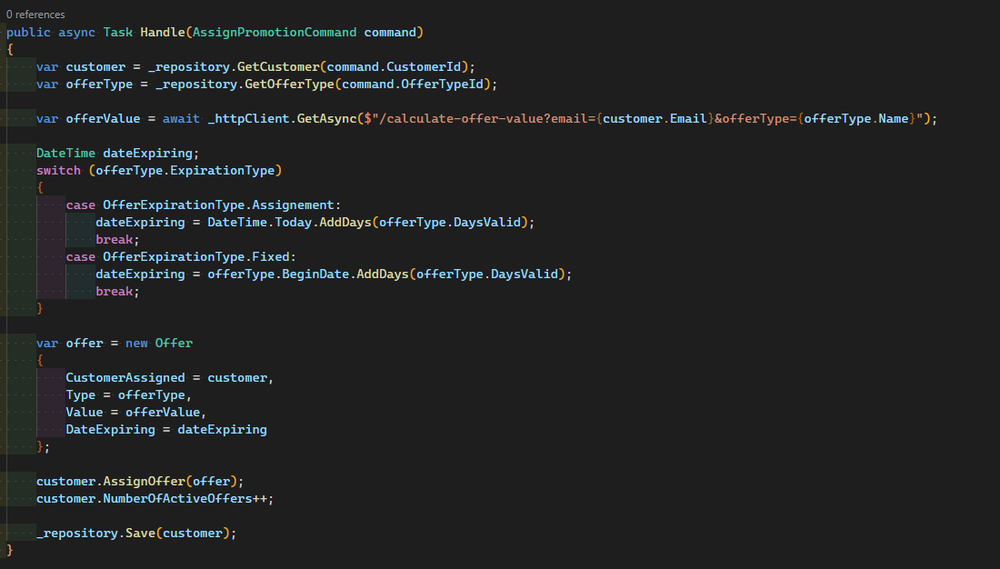 0 references
public async Task Handle(AssignPromotionCommand command)
{
    var customer = _repository.GetCustomer(command.CustomerId);
    var offerType = _repository.GetOfferType(command.OfferTypeId);

    var offerValue = await _httpClient.GetAsync($"/calculate-offer-value?email={customer.Email}&offerType={offerType.Name}");

    DateTime dateExpiring;
    switch (offerType.ExpirationType)
    {
        case OfferExpirationType.Assignement:
            dateExpiring = DateTime.Today.AddDays(offerType.DaysValid);
            break;
        case OfferExpirationType.Fixed:
            dateExpiring = offerType.BeginDate.AddDays(offerType.DaysValid);
            break;
    }

    var offer = new Offer
    {
        CustomerAssigned = customer,
        Type = offerType,
        Value = offerValue,
        DateExpiring = dateExpiring
    };

    customer.AssignOffer(offer);
    customer.NumberOfActiveOffers++;

    _repository.Save(customer);
}